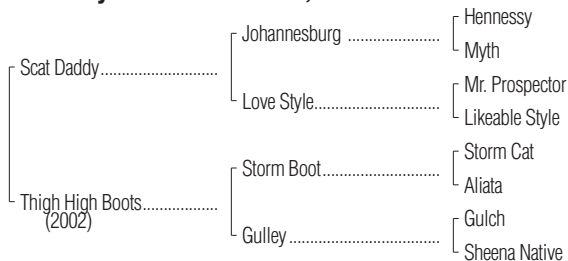 Hennessy
Johannesburg ....................
Myth
Scat Daddy..........................
Mr. Prospector
Love Style...........................
Likeable Style
Storm Cat
Storm Boot..........................
Aliata
Thigh High Boots.................
(2002)
Gulch
Gulley.................................
Sheena Native